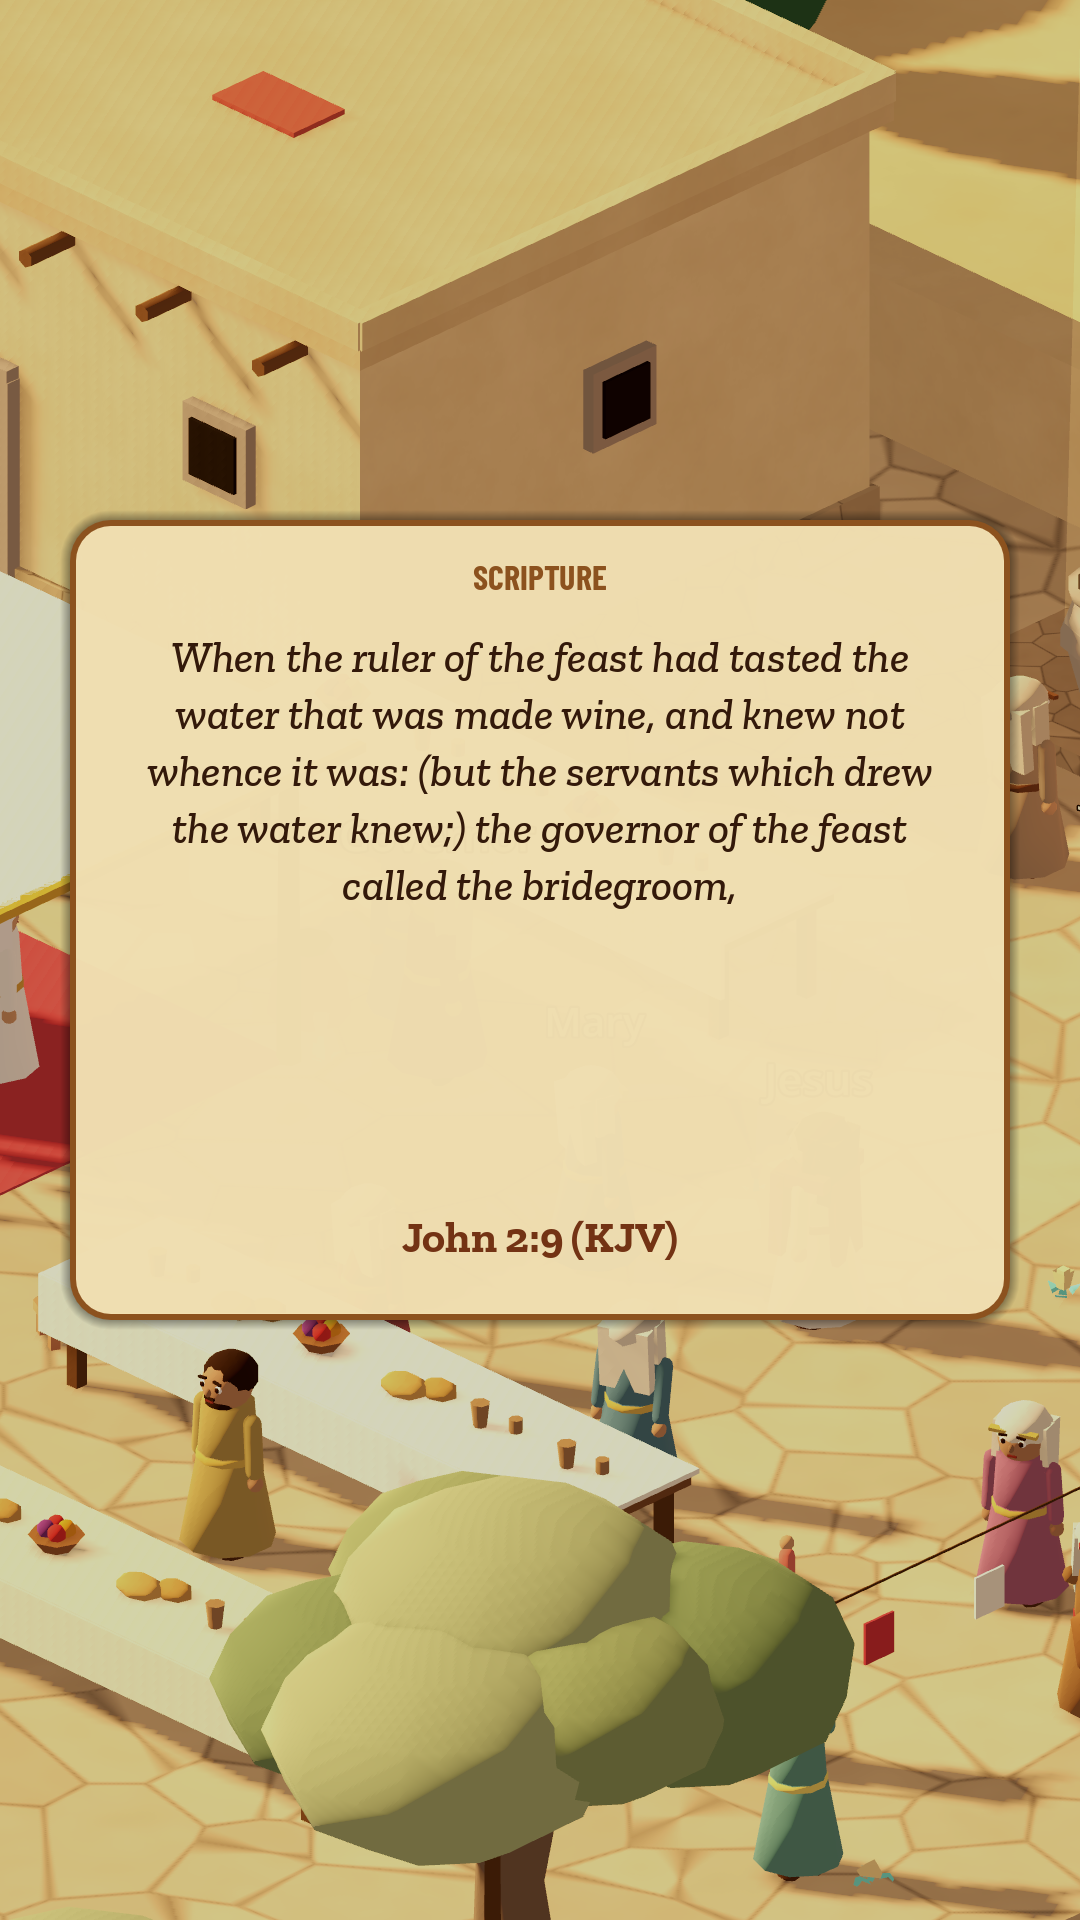 SCRIPTURE
When the ruler of the feast had tasted the
water that was made wine, and knew not
whence it was: (but the servants which drew
the water knew;) the governor of the feast
called the bridegroom,
Mary
Jesus
John 2:9 (KJV)